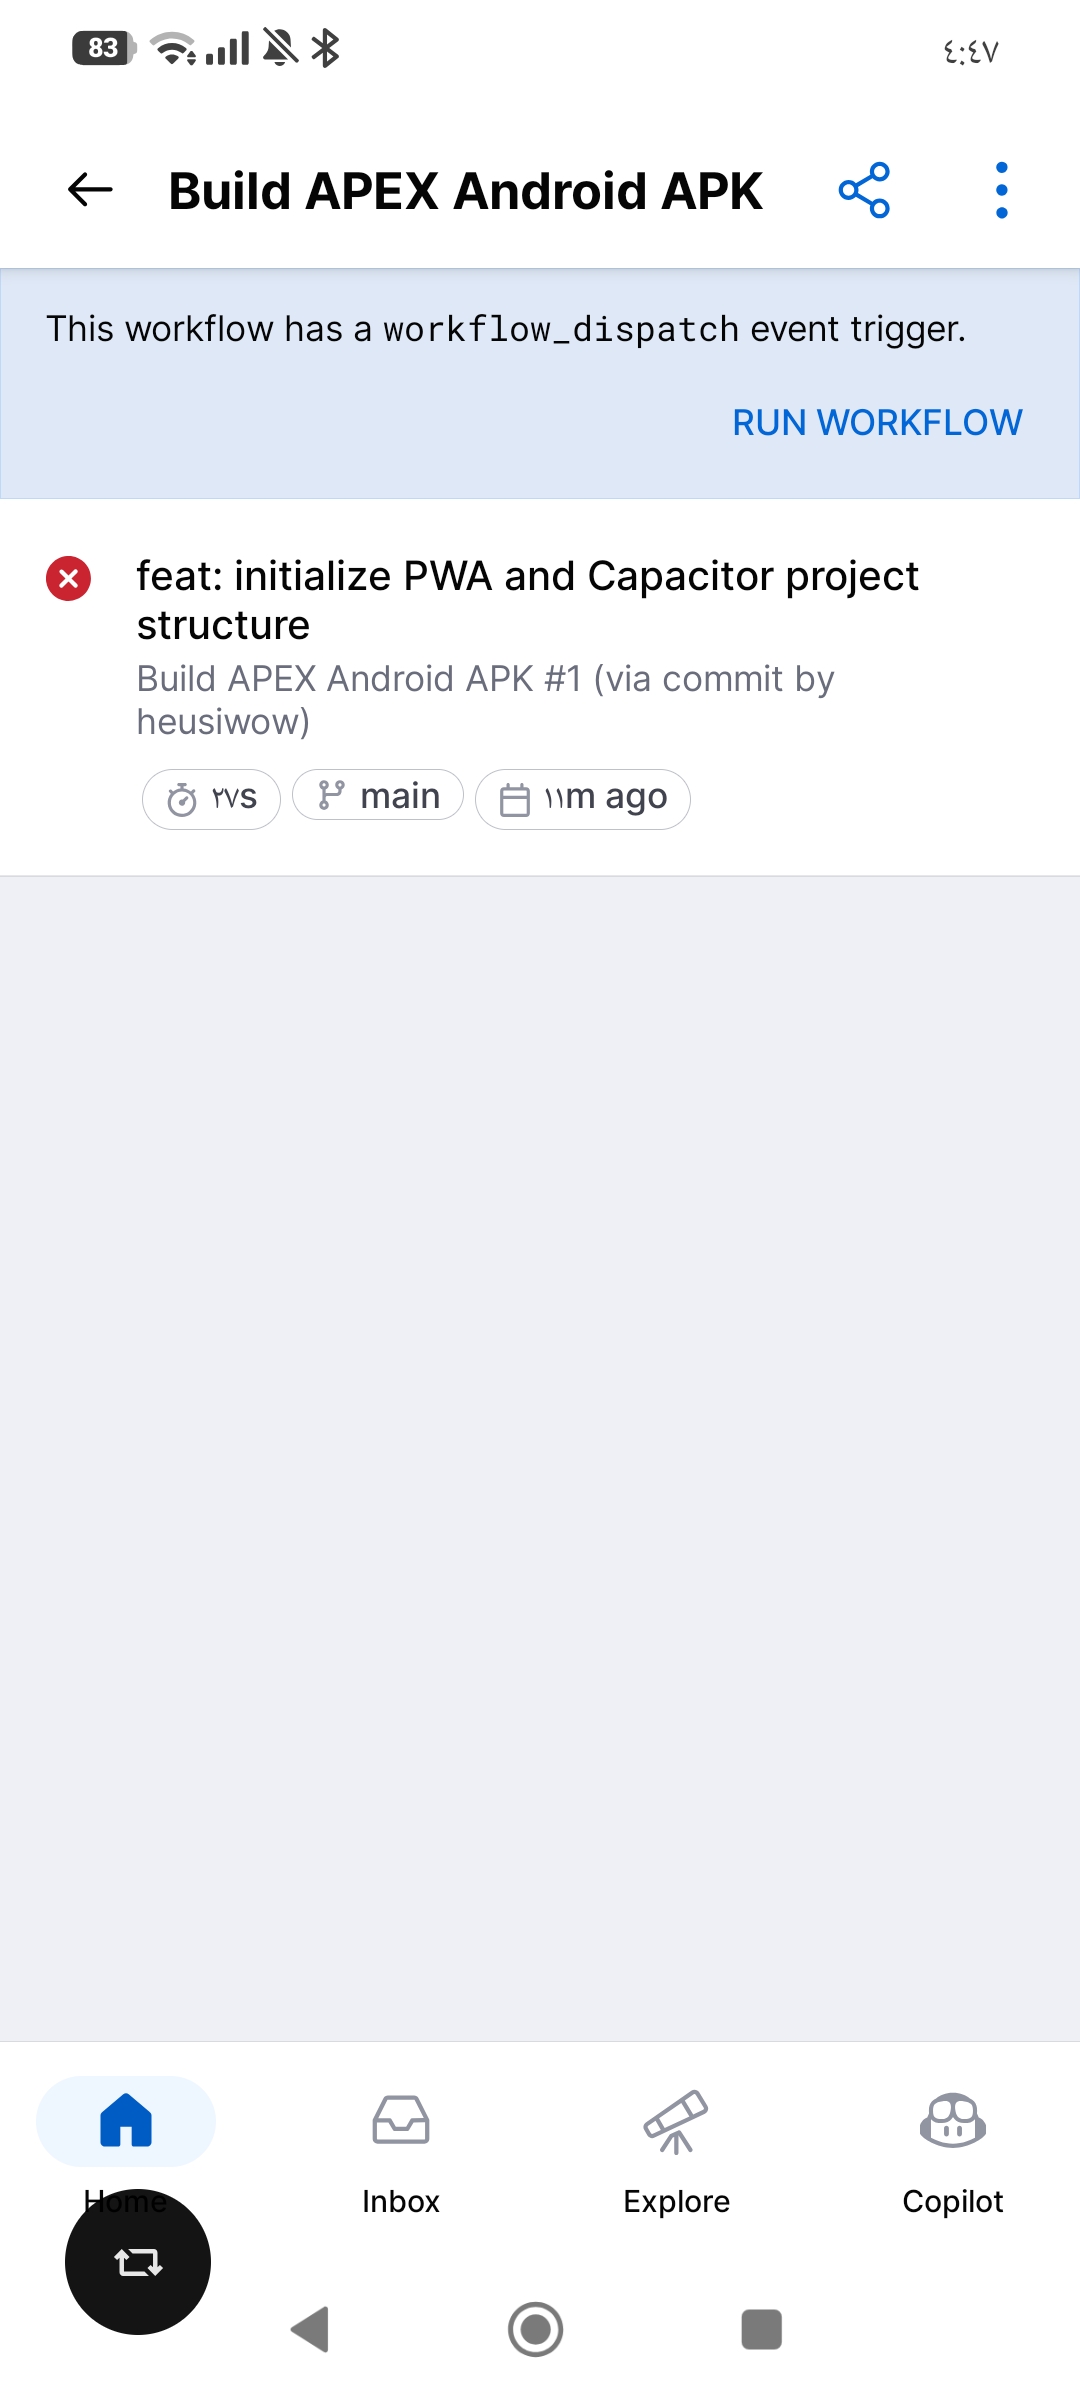 83
٤:٤٧
Build APEX Android APK
This workflow has a workflow_dispatch event trigger.
RUN WORKFLOW
feat: initialize PWA and Capacitor project
structure
Build APEX Android APK #1 (via commit by
heusiwow)
٢٧s
main
١١m ago
Home
Inbox
Explore
Copilot